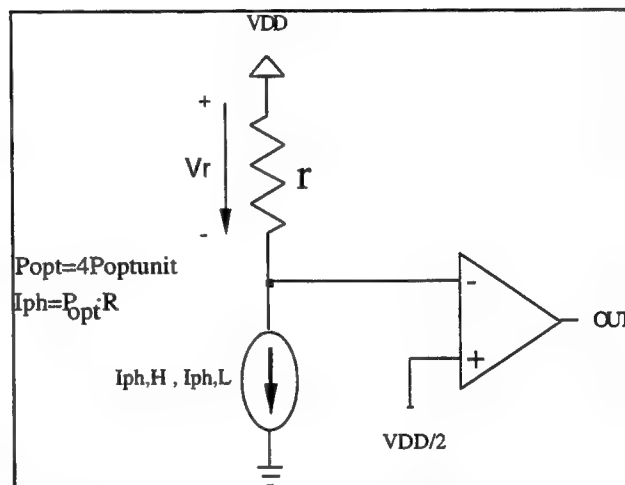 VDD
+
Vr
r
-
Popt=4Poptunit
Iph=Popt·R
-
OUT
+
Iph,H , Iph,L
VDD/2